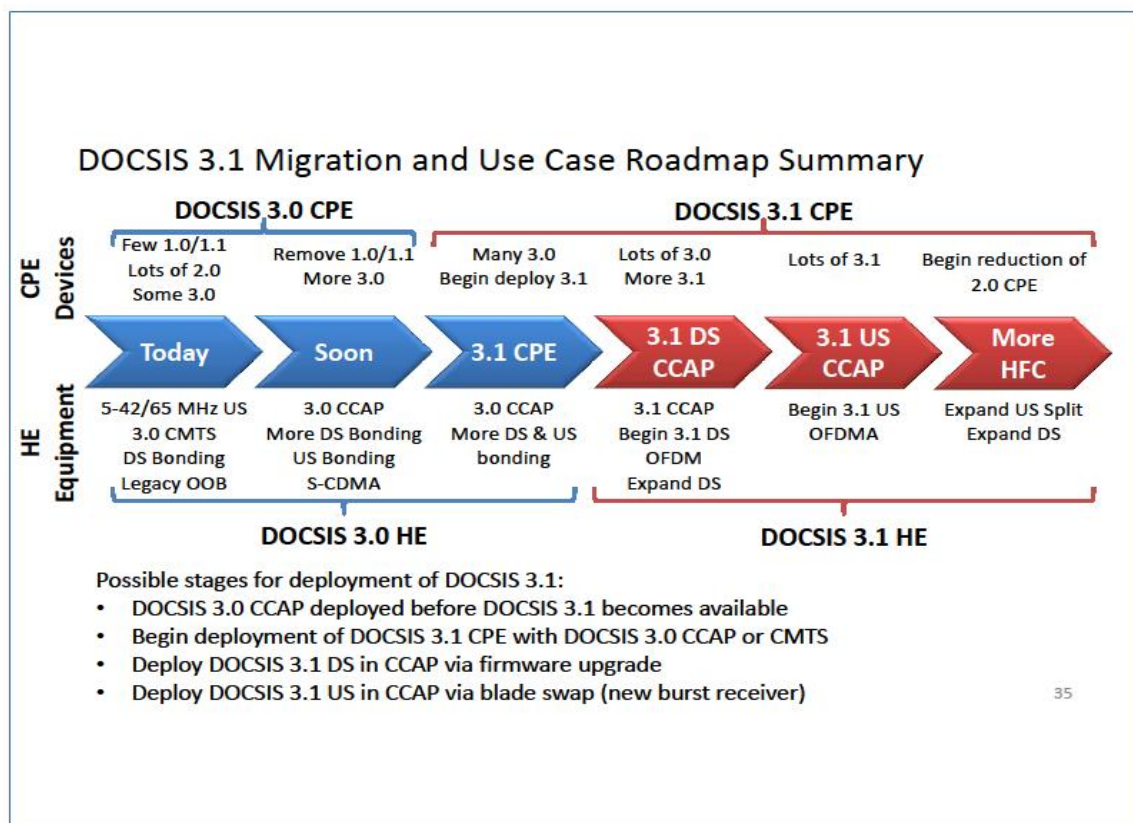 DOCSIS 3.1 Migration and Use Case Roadmap Summary
DOCSIS 3.0 CPE
DOCSIS 3.1 CPE
CPE
Devices
Few 1.0/1.1
Lots of 2.0
Some 3.0
Remove 1.0/1.1
More 3.0
Many 3.0
Begin deploy 3.1
Lots of 3.0
More 3.1
Lots of 3.1
Begin reduction of
2.0 CPE
Today
Soon
3.1 CPE
3.1 DS
CCAP
3.1 US
CCAP
More
HFC
HE
Equipment
5-42/65 MHz US
3.0 CMTS
DS Bonding
Legacy OOB
3.0 CCAP
More DS Bonding
US Bonding
S-CDMA
3.0 CCAP
More DS & US
bonding
3.1 CCAP
Begin 3.1 DS
OFDM
Expand DS
Begin 3.1 US
OFDMA
Expand US Split
Expand DS
DOCSIS 3.0 HE
DOCSIS 3.1 HE
Possible stages for deployment of DOCSIS 3.1:
• DOCSIS 3.0 CCAP deployed before DOCSIS 3.1 becomes available
• Begin deployment of DOCSIS 3.1 CPE with DOCSIS 3.0 CCAP or CMTS
• Deploy DOCSIS 3.1 DS in CCAP via firmware upgrade
• Deploy DOCSIS 3.1 US in CCAP via blade swap (new burst receiver)
35